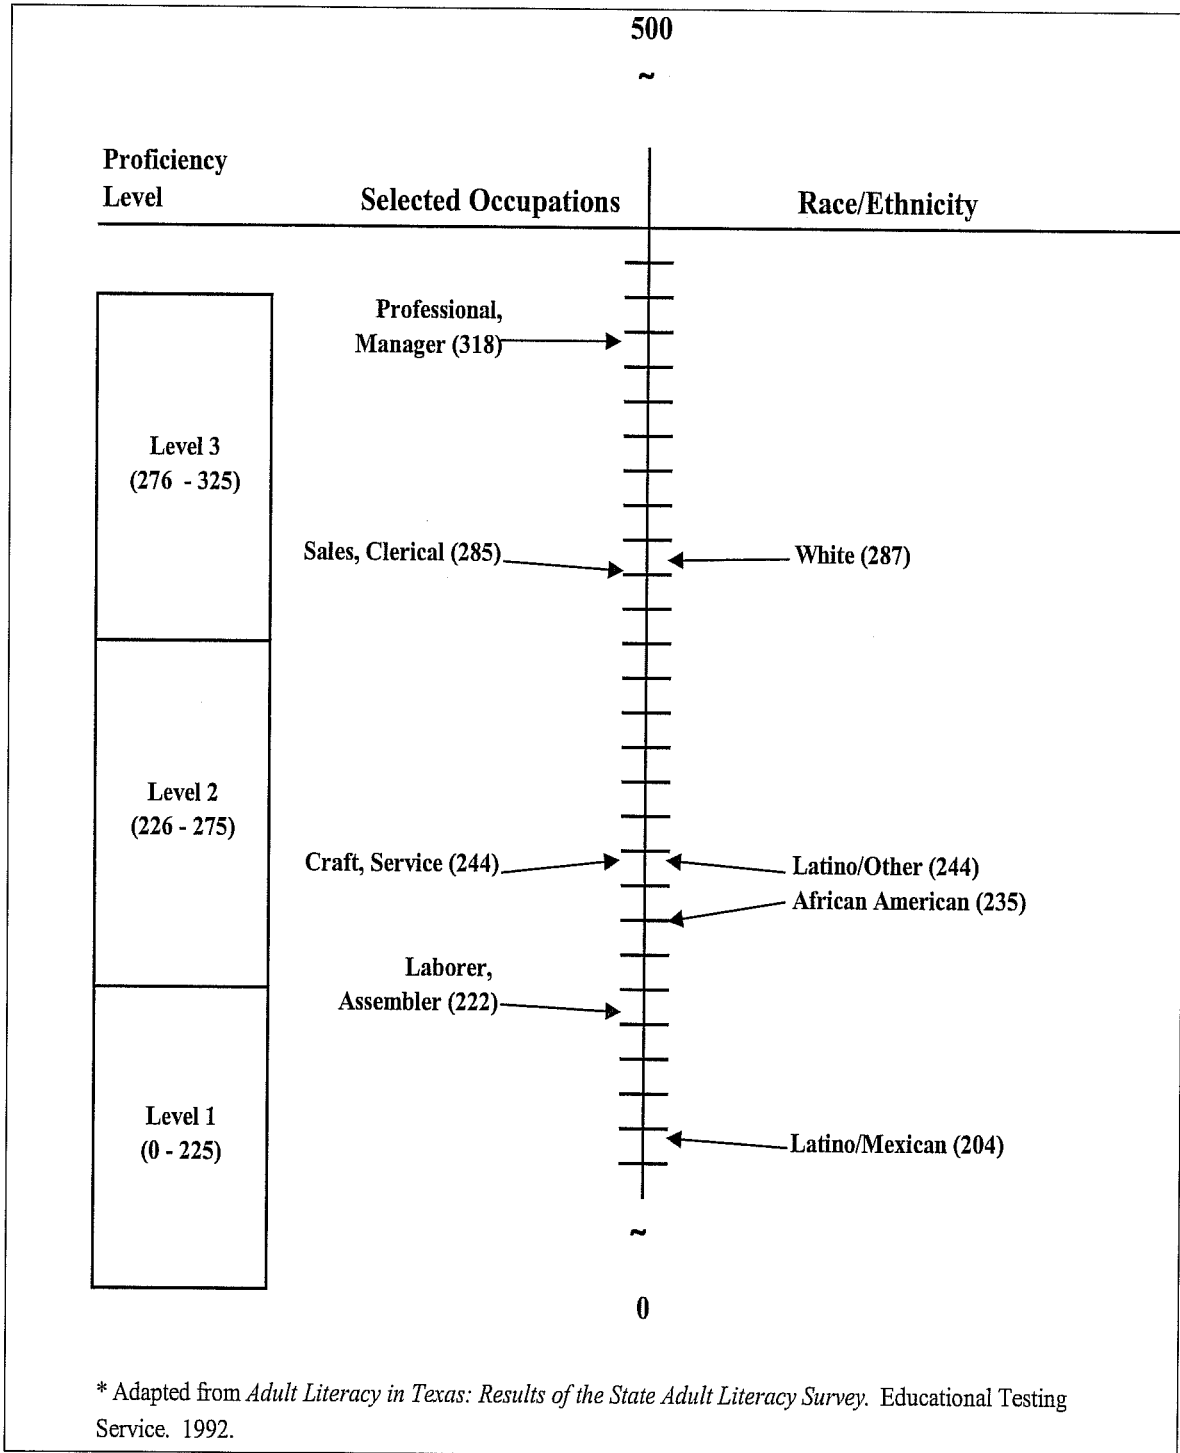 500
~
Proficiency
Level
Selected Occupations
Race/Ethnicity
Professional,
Manager (318)
Level 3
(276 - 325)
Sales, Clerical (285)
White (287)
Level 2
(226 - 275)
Craft, Service (244)
Latino/Other (244)
African American (235)
Laborer,
Assembler (222)
Level 1
(0 - 225)
Latino/Mexican (204)
~
0
* Adapted from Adult Literacy in Texas: Results of the State Adult Literacy Survey. Educational Testing
Service. 1992.